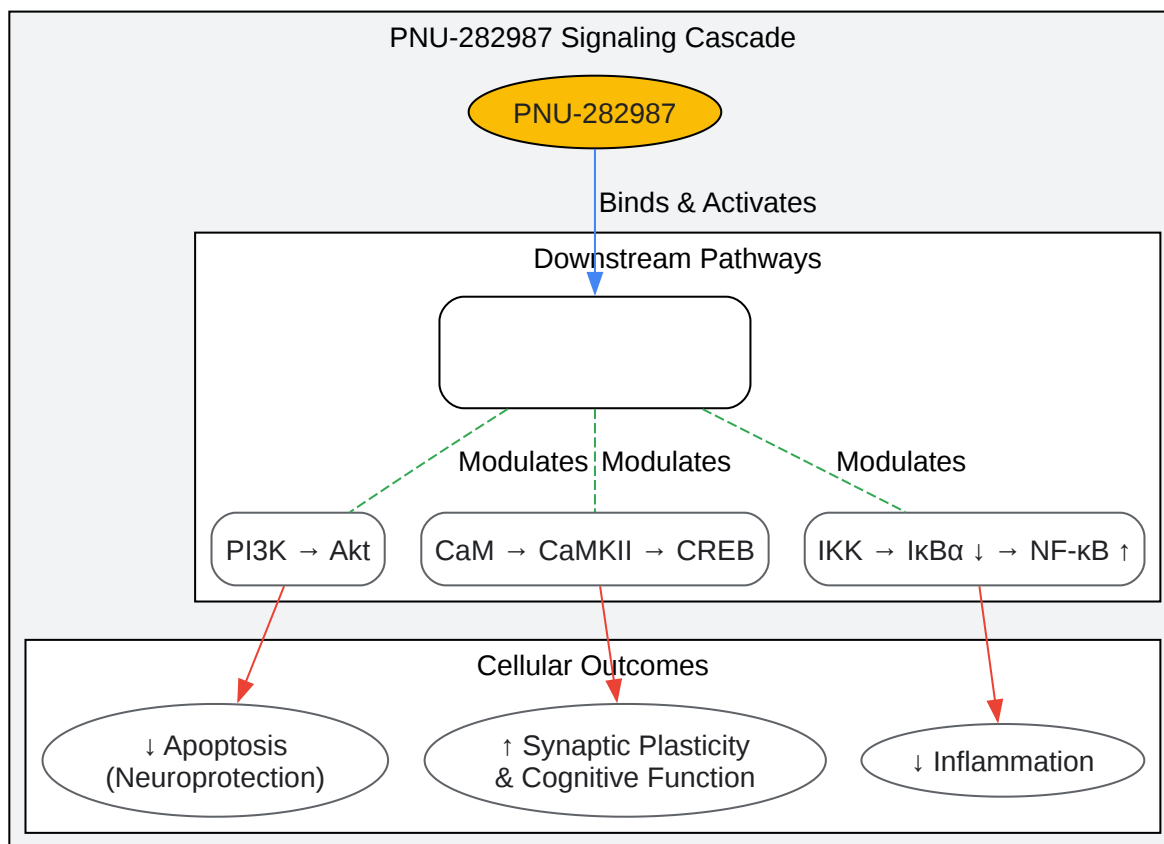 PNU-282987 Signaling Cascade
PNU-282987
Binds & Activates
Downstream Pathways
Modulates
Modulates
Modulates
PI3K → Akt
CaM → CaMKII → CREB
IKK → IκBα ↓ → NF-κB ↑
Cellular Outcomes
↓ Apoptosis
(Neuroprotection)
↑ Synaptic Plasticity
& Cognitive Function
↓ Inflammation